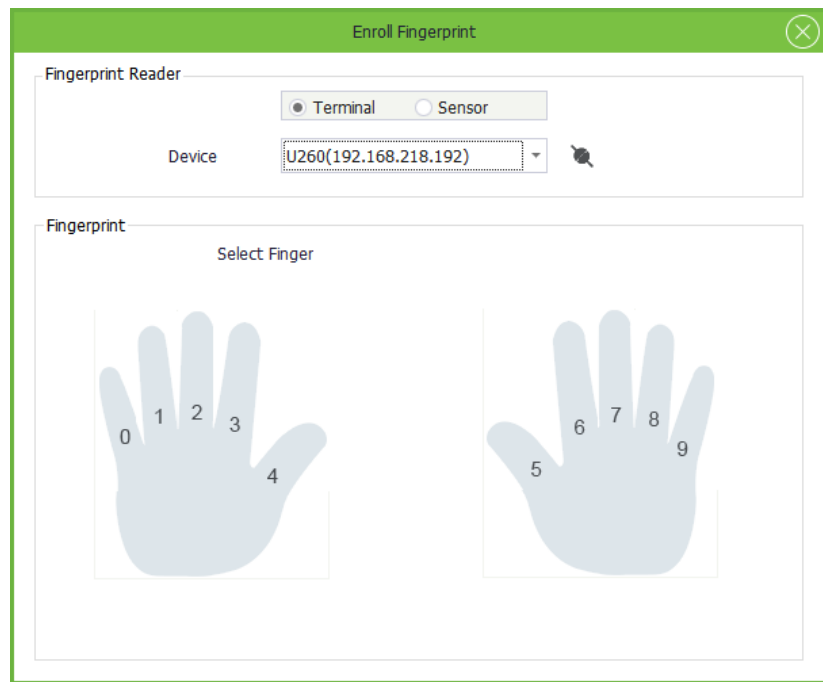 Enroll Fingerprint
Fingerprint Reader
Terminal Sensor
Device U260(192.168.218.192)
Fingerprint
Select Finger
0 1 2 3 4 5 6 7 8 9